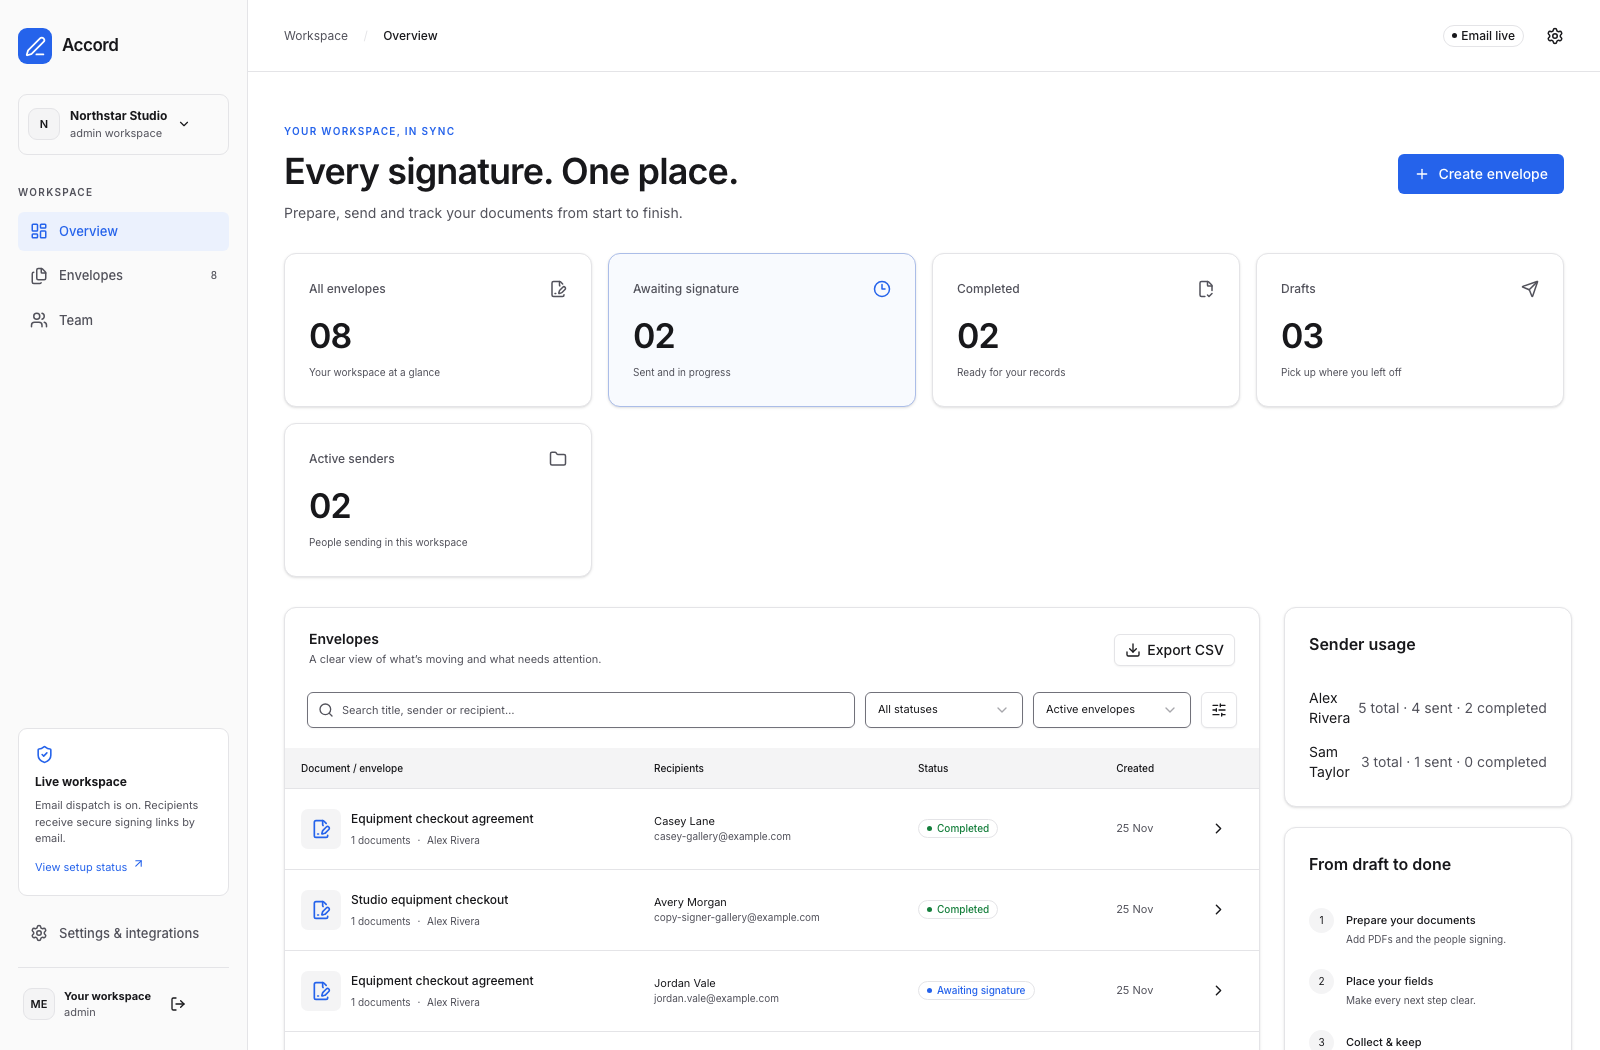 Accord
N
Northstar Studio
admin workspace
WORKSPACE
Overview
Envelopes 8
Team
Live workspace
Email dispatch is on. Recipients
receive secure signing links by
email.
View setup status
Settings & integrations
ME
Your workspace
admin
Workspace / Overview
Email live
YOUR WORKSPACE, IN SYNC
Every signature. One place.
Prepare, send and track your documents from start to finish.
Create envelope
All envelopes
08
Your workspace at a glance
Awaiting signature
02
Sent and in progress
Completed
02
Ready for your records
Drafts
03
Pick up where you left off
Active senders
02
People sending in this workspace
Envelopes
A clear view of what’s moving and what needs attention.
Export CSV
Search title, sender or recipient...
All statuses
Active envelopes
Document / envelope Recipients Status Created
Equipment checkout agreement
1 documents · Alex Rivera
Casey Lane
casey-gallery@example.com
Completed
25 Nov
Studio equipment checkout
1 documents · Alex Rivera
Avery Morgan
copy-signer-gallery@example.com
Completed
25 Nov
Equipment checkout agreement
1 documents · Alex Rivera
Jordan Vale
jordan.vale@example.com
Awaiting signature
25 Nov
Sender usage
Alex
Rivera
5 total · 4 sent · 2 completed
Sam
Taylor
3 total · 1 sent · 0 completed
From draft to done
1
Prepare your documents
Add PDFs and the people signing.
2
Place your fields
Make every next step clear.
3
Collect & keep